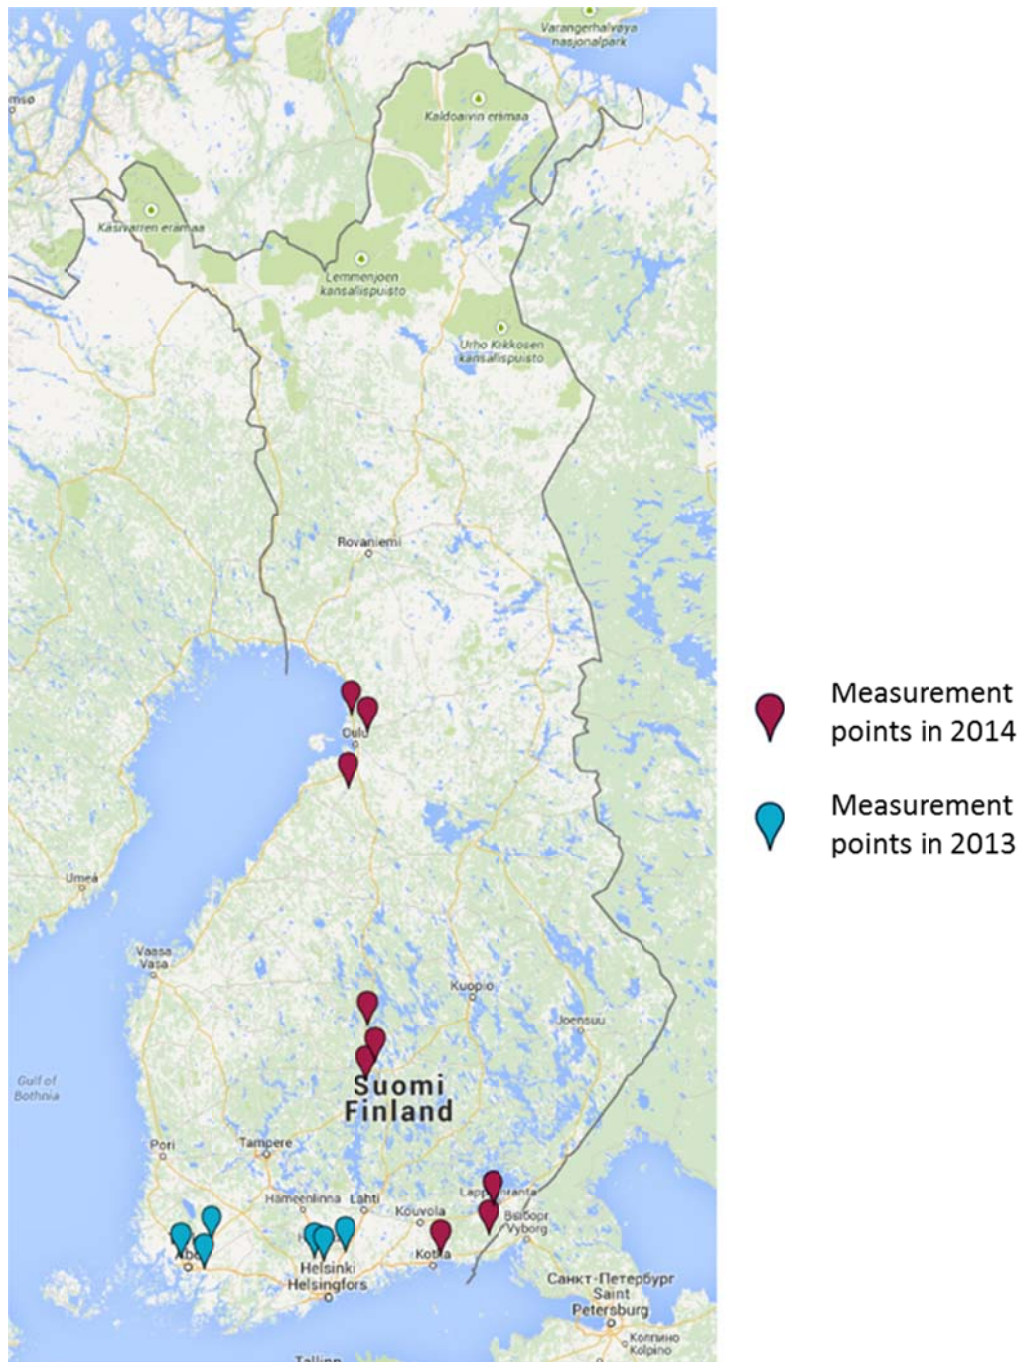 Varangerhalvøya
nasjonalpark
msø
Kaldoaivin erämaa
Käsivarren erämaa
Lemmenjoen
kansallispuisto
Urho Kekkosen
kansallispuisto
Rovaniemi
Measurement
points in 2014
Oulu
Measurement
points in 2013
Umeå
Vaasa
Vasa
Kuopio
Joensuu
Gulf of
Bothnia
Suomi
Finland
Pori
Tampere
Hämeenlinna
Lahti
Kouvola
Выборг
Vyborg
Kotka
Helsinki
Helsingfors
Санкт-Петербург
Saint
Petersburg
Колпино
Kolpino
Tallinn